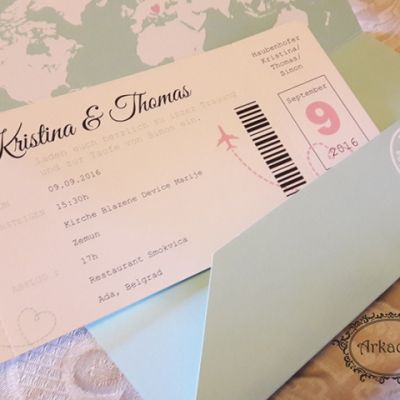 Kristina & Thomas
laden euch herzlich zu ihrer Trauung
und zur Taufe von Simon ein.
09.09.2016
15:30h
Kirche Blazene Device Marije
Zemun
17h
Restaurant Smokvica
Ada, Belgrad
Haubenhofer
Kristina/
Thomas/
Simon
September
9
2016